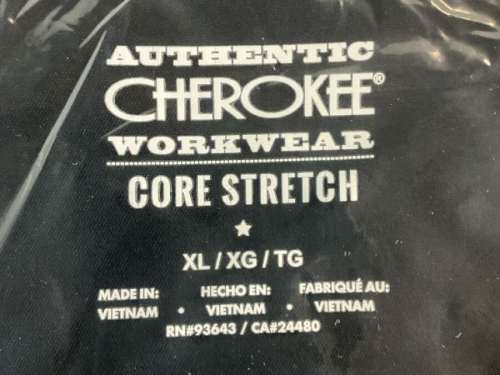 AUTHENTIC
CHEROKEE®
WORKWEAR
CORE STRETCH
★
XL / XG / TG
MADE IN: HECHO EN: FABRIQUÉ AU:
VIETNAM • VIETNAM • VIETNAM
RN#93643 / CA#24480